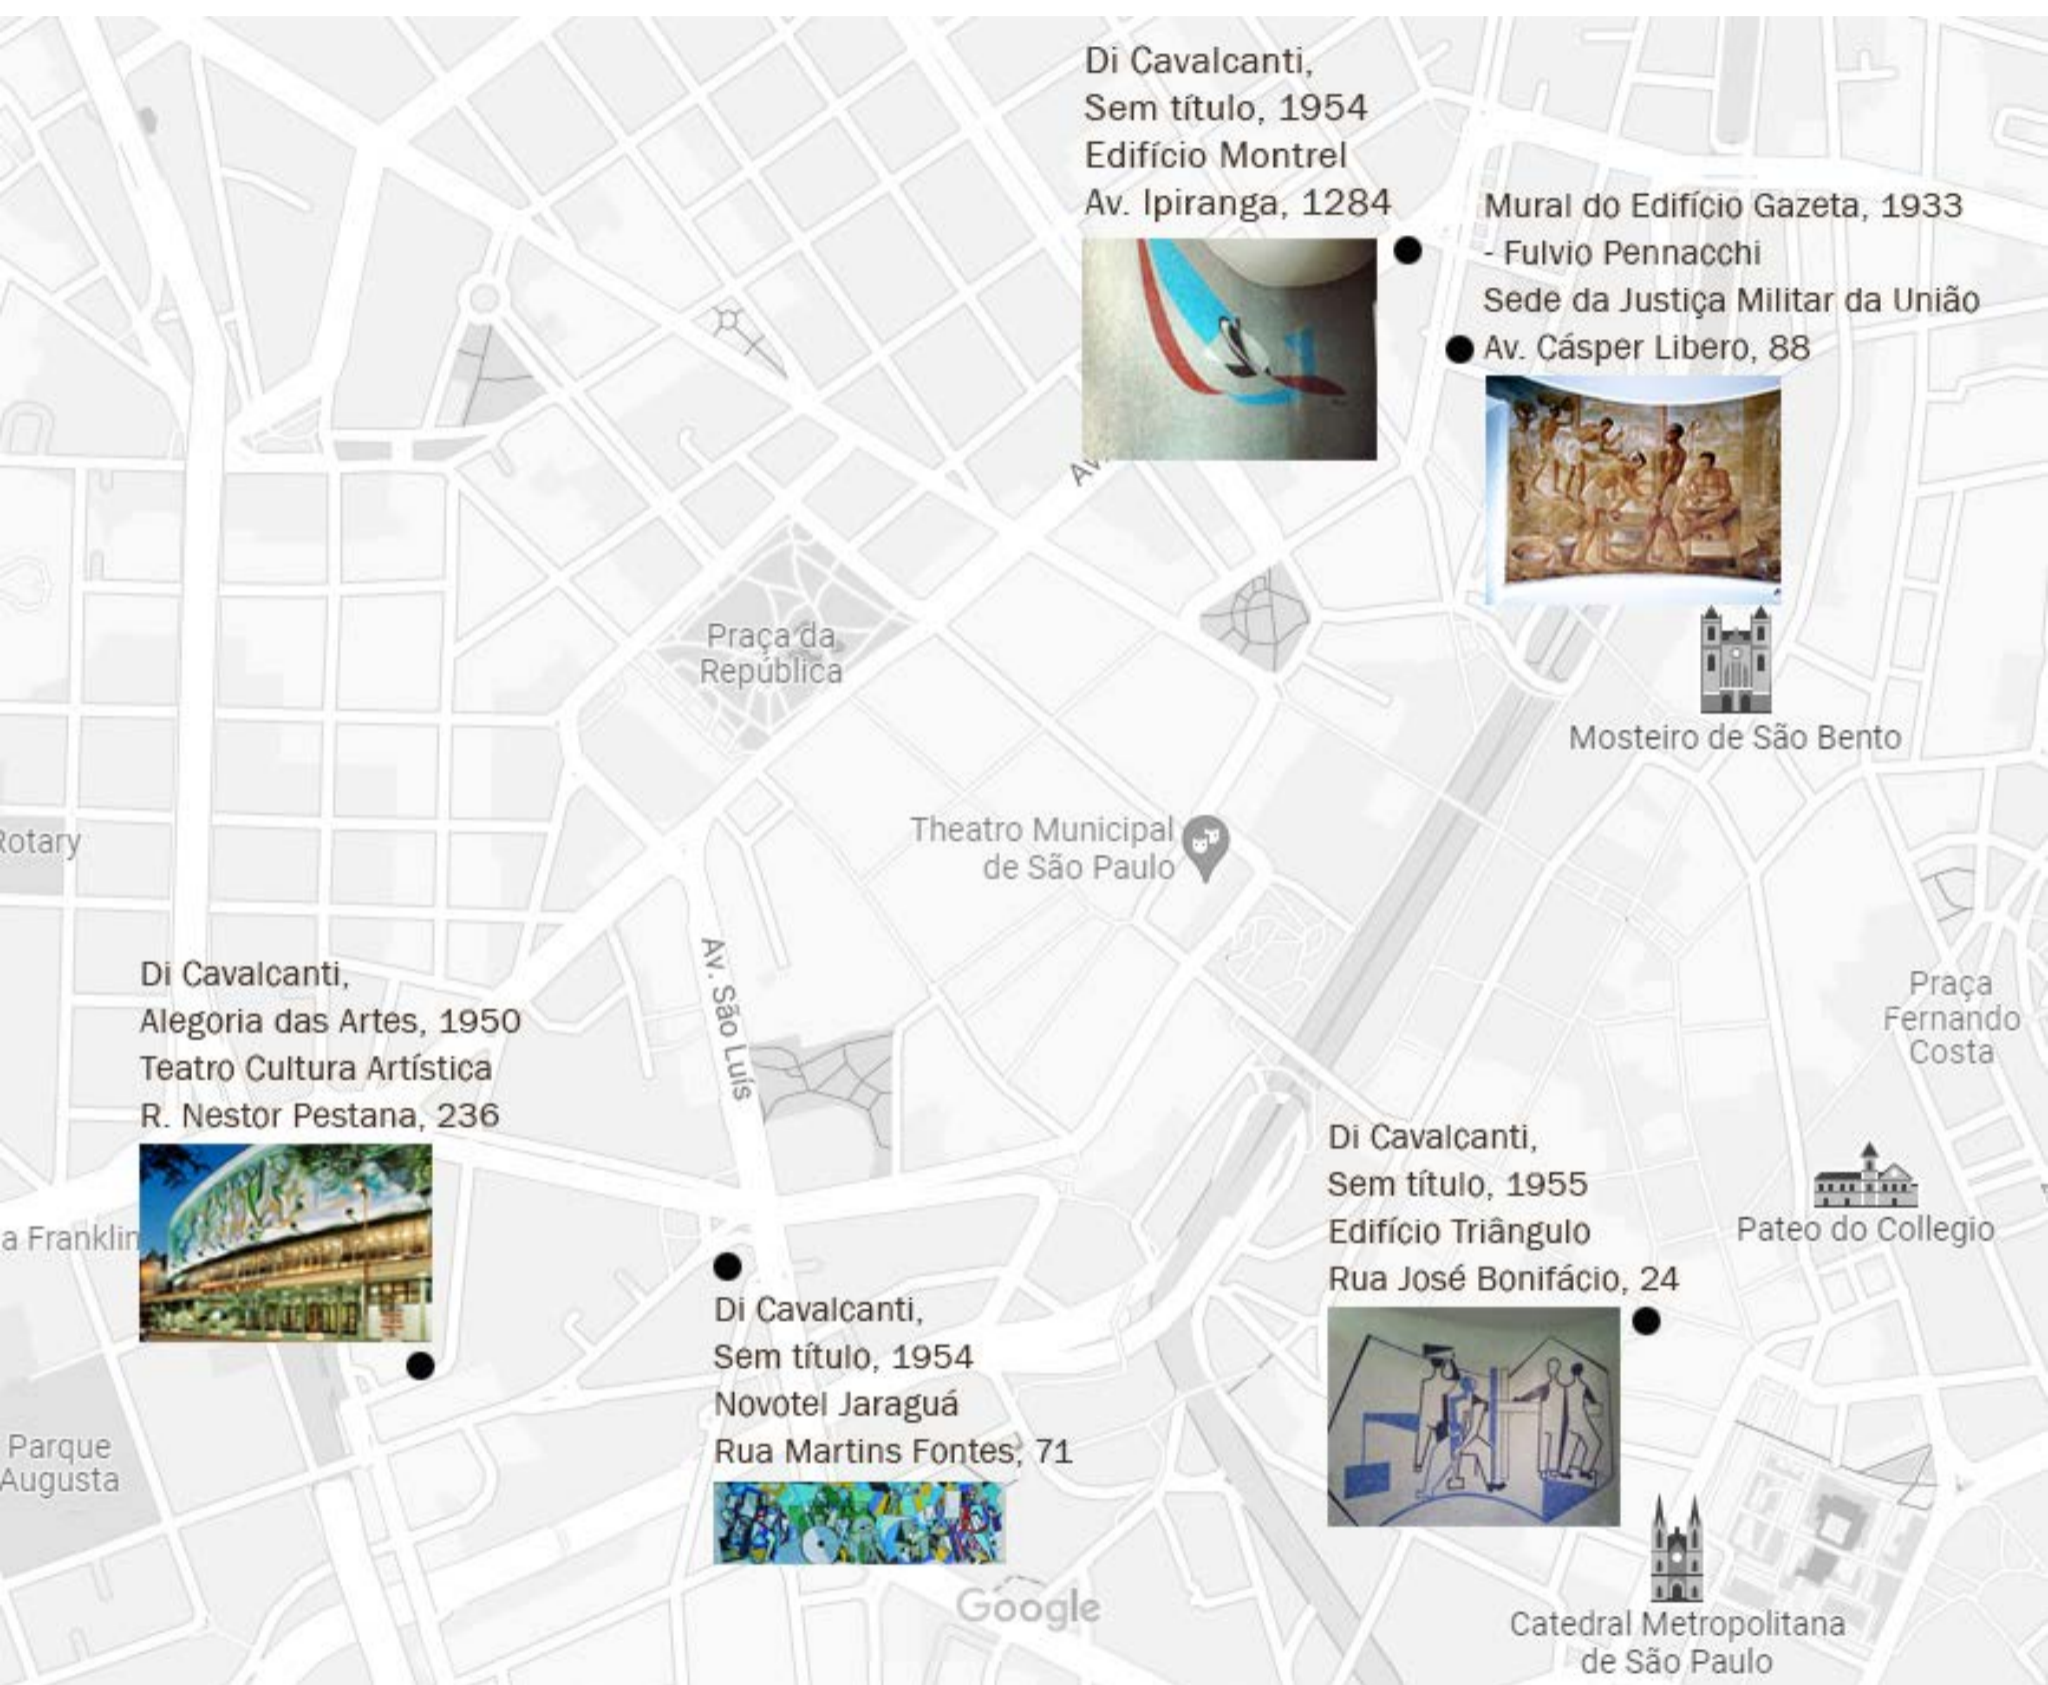 Di Cavalcanti,
Sem título, 1954
Edifício Montrel
Av. Ipiranga, 1284
Mural do Edifício Gazeta, 1933
- Fulvio Pennacchi
Sede da Justiça Militar da União
Av. Cásper Libero, 88
Av.
Praça da
República
Mosteiro de São Bento
Theatro Municipal
de São Paulo
Rotary
Av. São Luís
Di Cavalcanti,
Alegoria das Artes, 1950
Teatro Cultura Artística
R. Nestor Pestana, 236
Praça
Fernando
Costa
Di Cavalcanti,
Sem título, 1955
Edifício Triângulo
Rua José Bonifácio, 24
Pateo do Collegio
a Franklin
Di Cavalcanti,
Sem título, 1954
Novotel Jaraguá
Rua Martins Fontes, 71
Parque
Augusta
Google
Catedral Metropolitana
de São Paulo